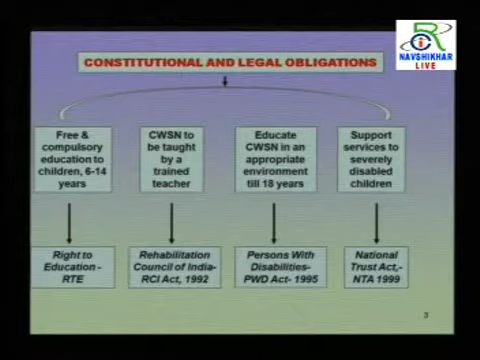 NAVSHIKHAR
LIVE
CONSTITUTIONAL AND LEGAL OBLIGATIONS
Free &
compulsory
education to
children, 6-14
years
CWSN to
be taught
by a
trained
teacher
Educate
CWSN in an
appropriate
environment
till 18 years
Support
services to
severely
disabled
children
Right to
Education -
RTE
Rehabilitation
Council of India-
RCI Act, 1992
Persons With
Disabilities-
PWD Act- 1995
National
Trust Act,-
NTA 1999
3